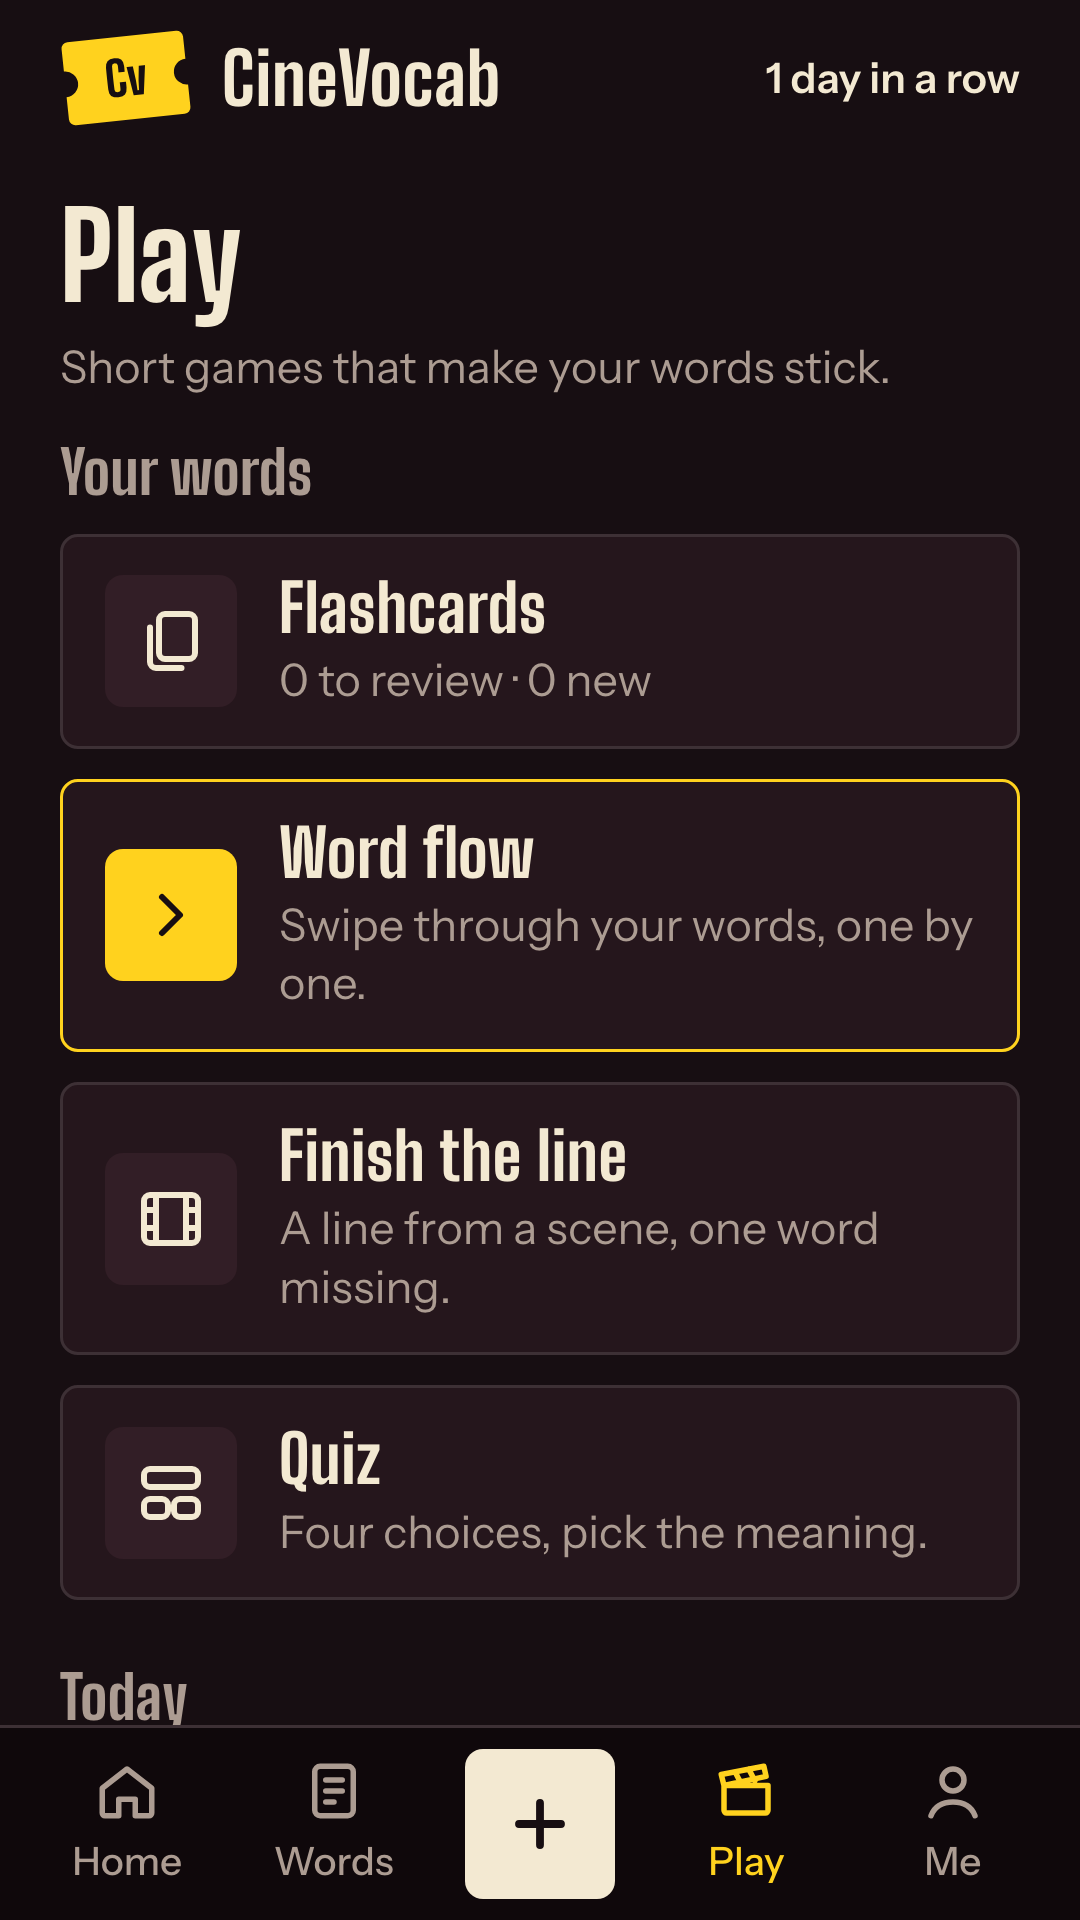 Cv
CineVocab
1 day in a row
Play
Short games that make your words stick.
Your words
Flashcards
0 to review · 0 new
Word flow
Swipe through your words, one by
one.
Finish the line
A line from a scene, one word
missing.
Quiz
Four choices, pick the meaning.
Today
Home
Words
Play
Me